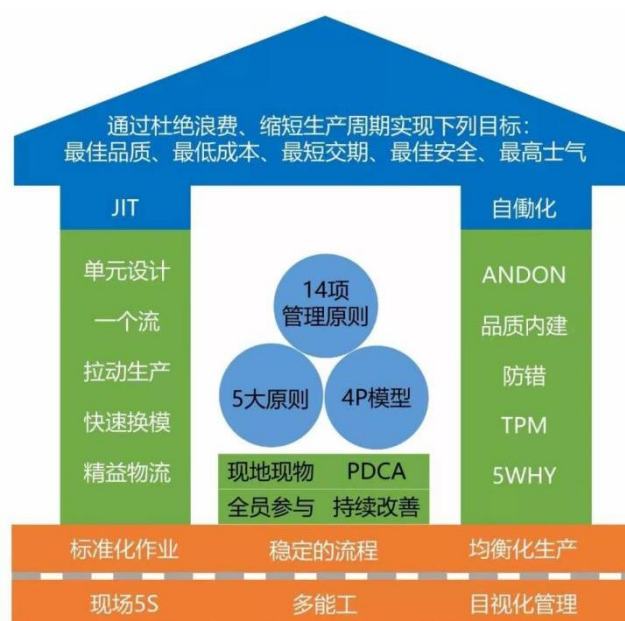 通过杜绝浪费、缩短生产周期实现下列目标：
最佳品质、最低成本、最短交期、最佳安全、最高士气
JIT
自働化
单元设计
一个流
拉动生产
快速换模
精益物流
14项
管理原则
5大原则
4P模型
现地现物 PDCA
全员参与 持续改善
ANDON
品质内建
防错
TPM
5WHY
标准化作业 稳定的流程 均衡化生产
现场5S 多能工 目视化管理